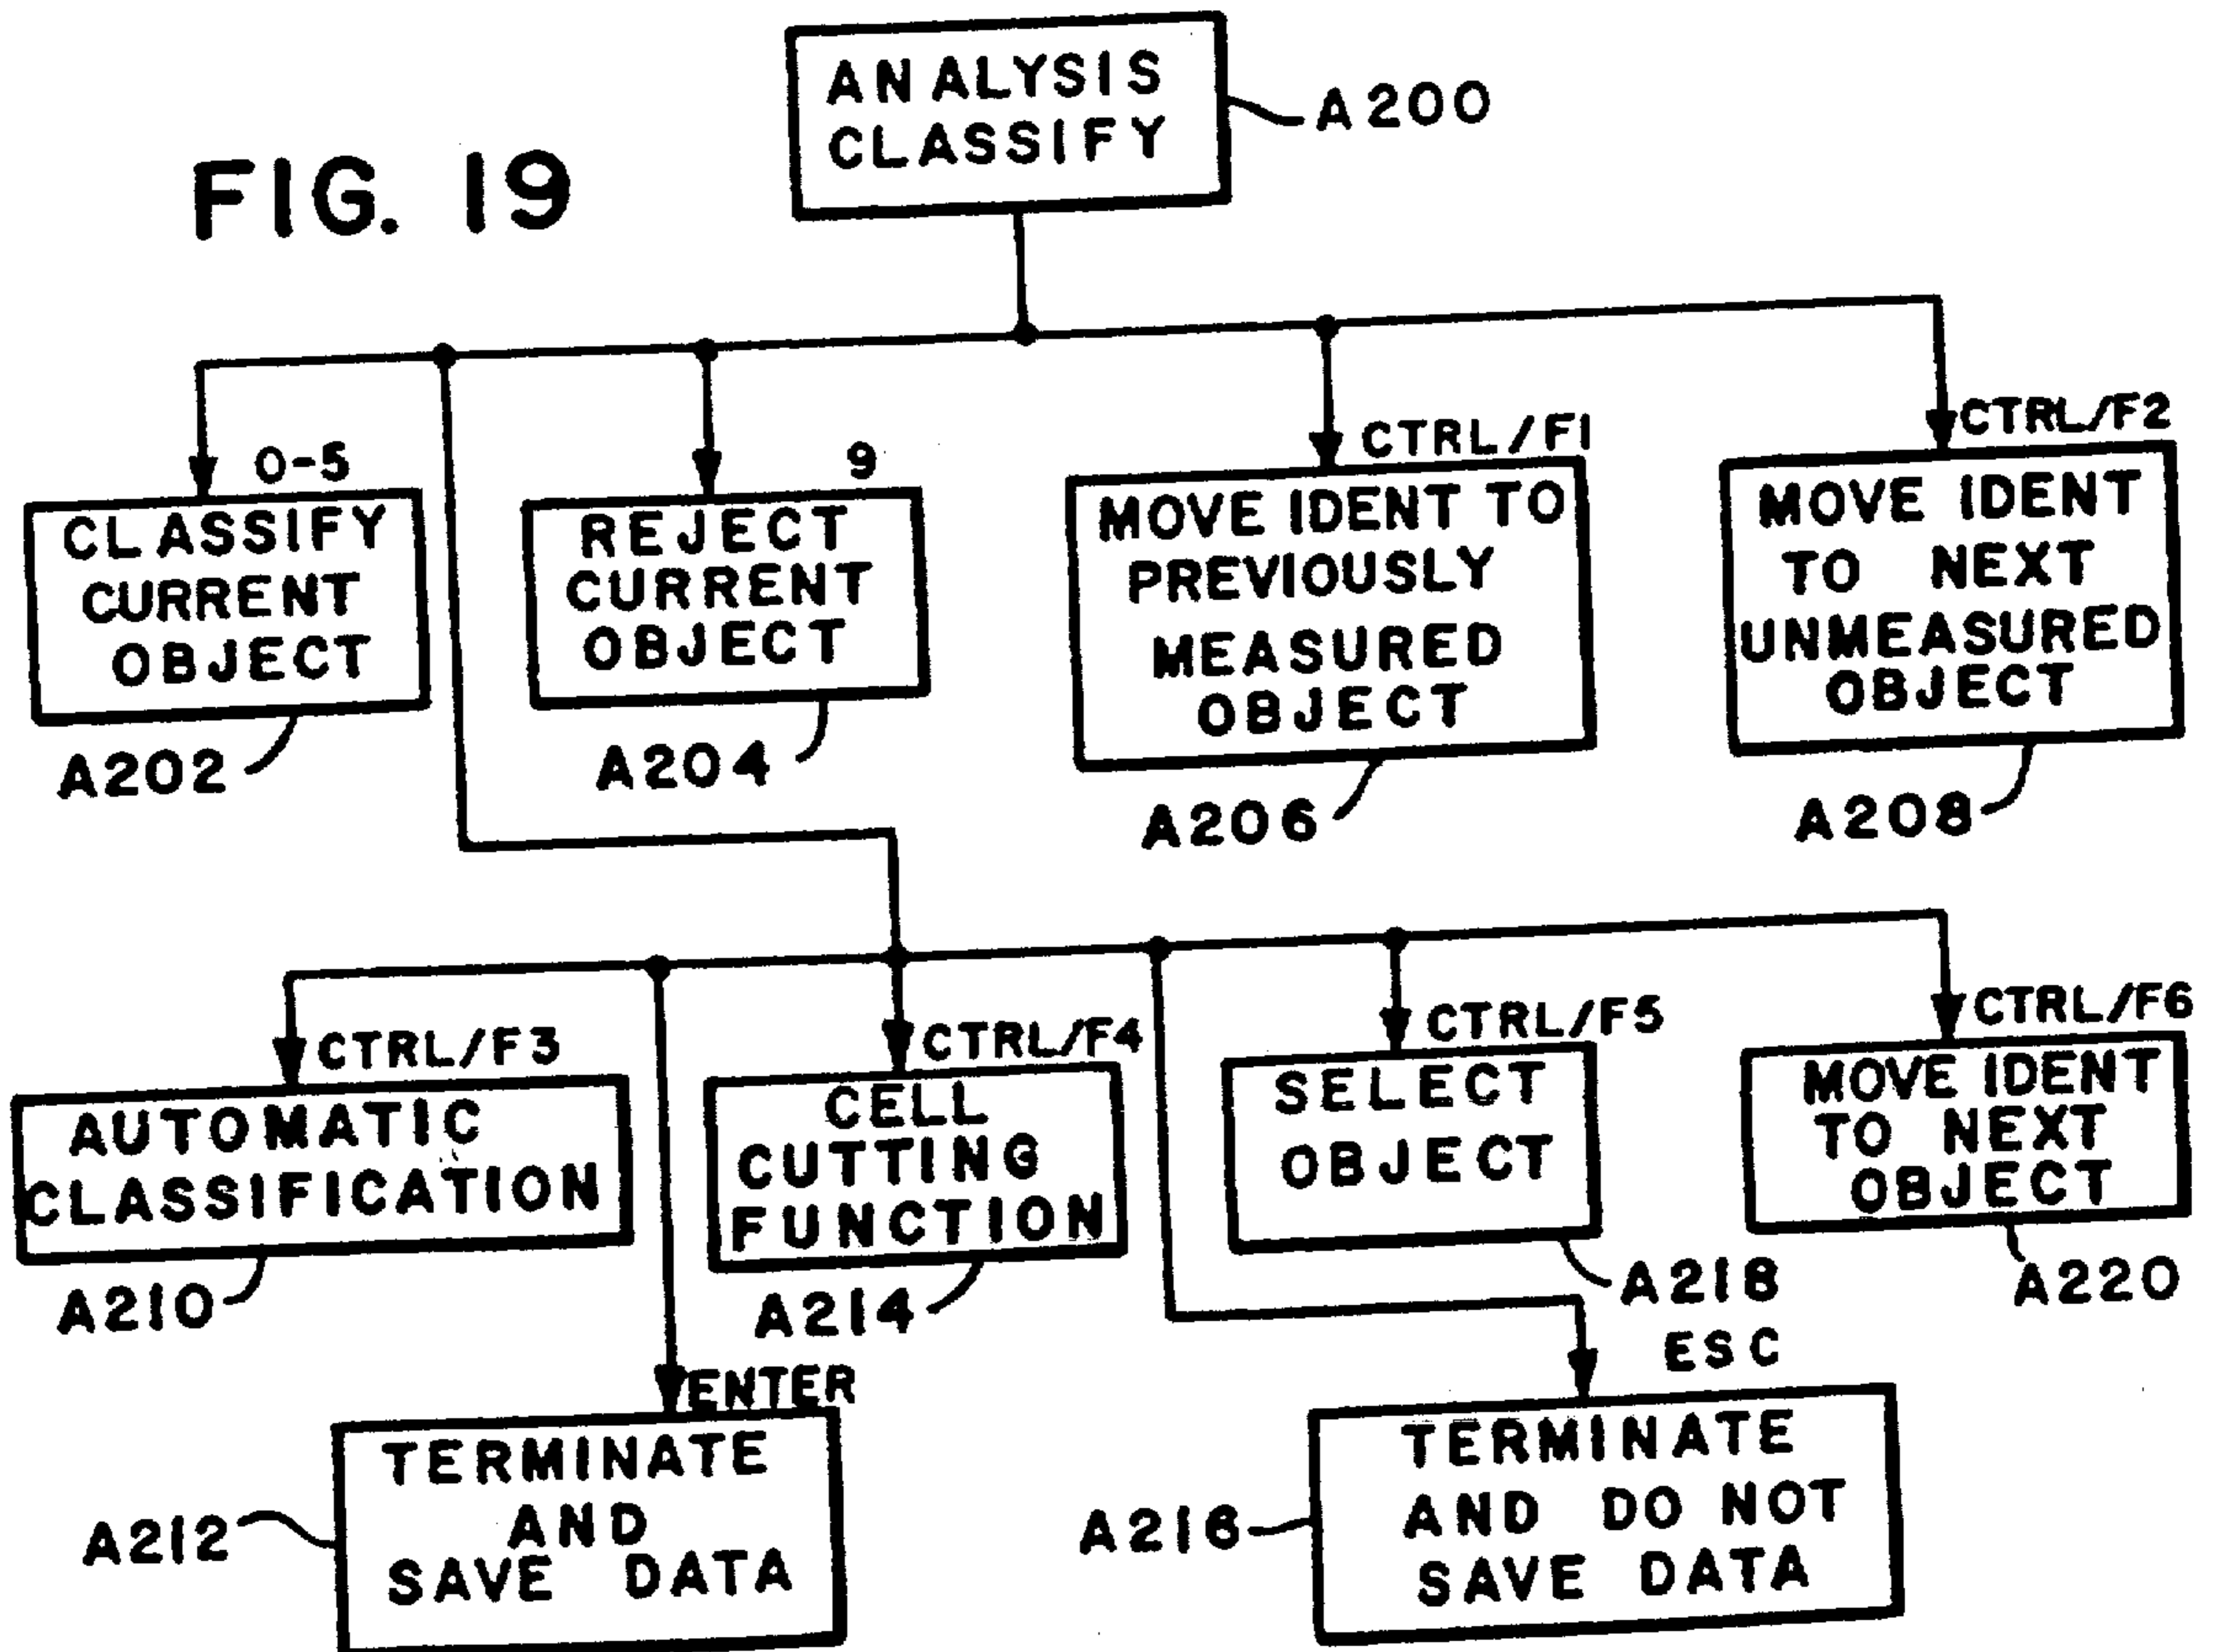 FIG. 19
ANALYSIS
CLASSIFY
A200
0-5
CLASSIFY
CURRENT
OBJECT
A202
9
REJECT
CURRENT
OBJECT
A204
CTRL/F1
MOVE IDENT TO
PREVIOUSLY
MEASURED
OBJECT
A206
CTRL/F2
MOVE IDENT
TO NEXT
UNMEASURED
OBJECT
A208
CTRL/F3
AUTOMATIC
CLASSIFICATION
A210
CTRL/F4
CELL
CUTTING
FUNCTION
A214
CTRL/F5
SELECT
OBJECT
A218
CTRL/F6
MOVE IDENT
TO NEXT
OBJECT
A220
ENTER
TERMINATE
AND
SAVE DATA
A212
ESC
TERMINATE
AND DO NOT
SAVE DATA
A216